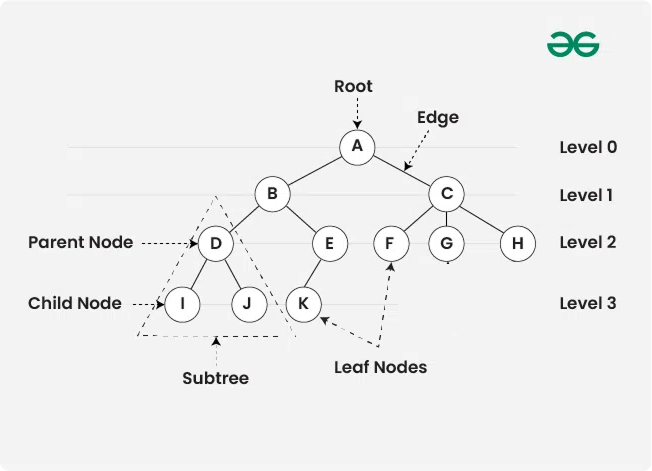 Root
Edge
A
Level 0
B
C
Level 1
Parent Node
D
E
F
G
H
Level 2
Child Node
I
J
K
Level 3
Leaf Nodes
Subtree